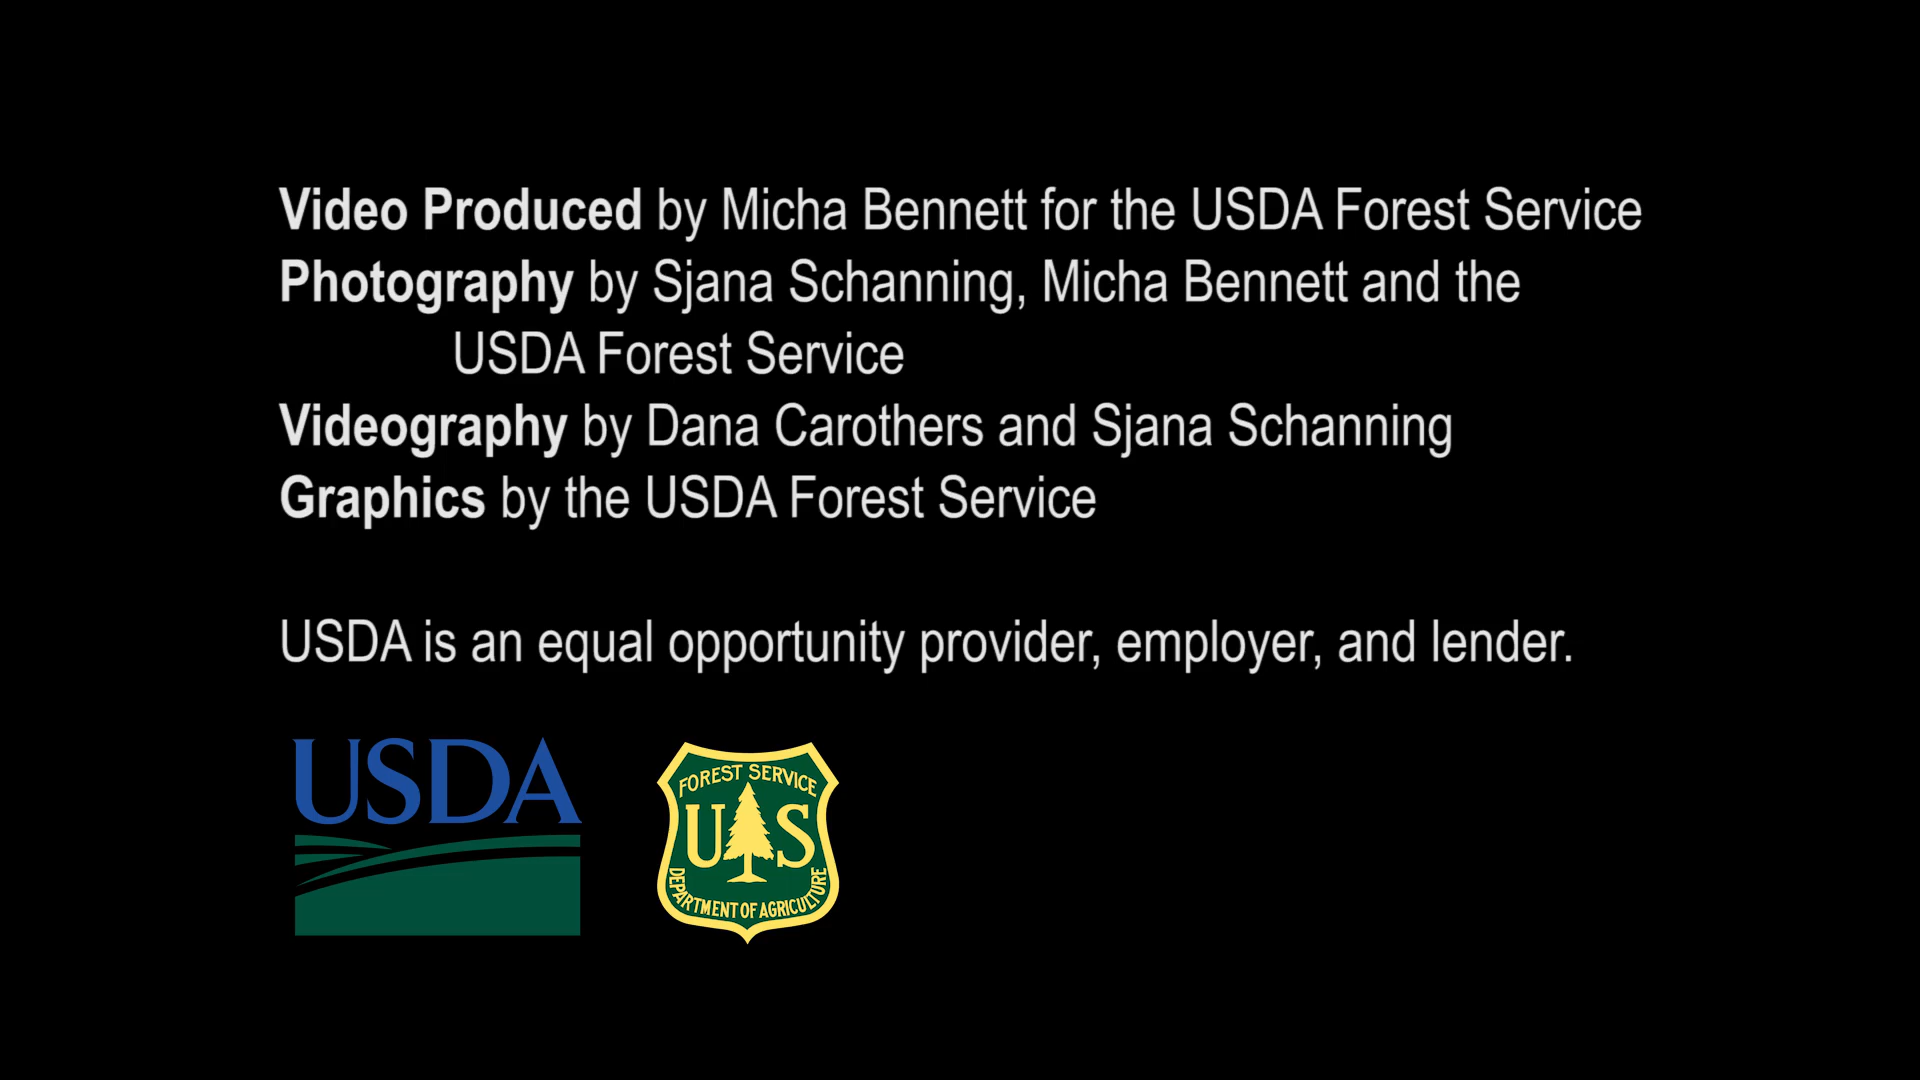 Video Produced by Micha Bennett for the USDA Forest Service
Photography by Sjana Schanning, Micha Bennett and the
USDA Forest Service
Videography by Dana Carothers and Sjana Schanning
Graphics by the USDA Forest Service
USDA is an equal opportunity provider, employer, and lender.
USDA
FOREST SERVICE
US
DEPARTMENT OF AGRICULTURE